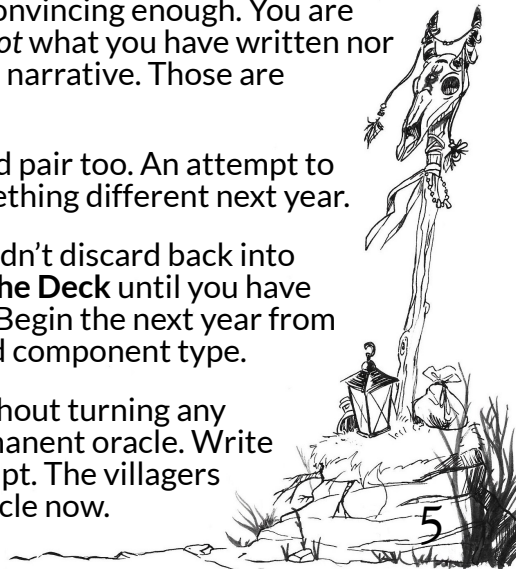 onvincing enough. You are
ot what you have written nor
narrative. Those are
d pair too. An attempt to
ething different next year.
dn't discard back into
he Deck until you have
Begin the next year from
d component type.
hout turning any
manent oracle. Write
pt. The villagers
cle now.
5